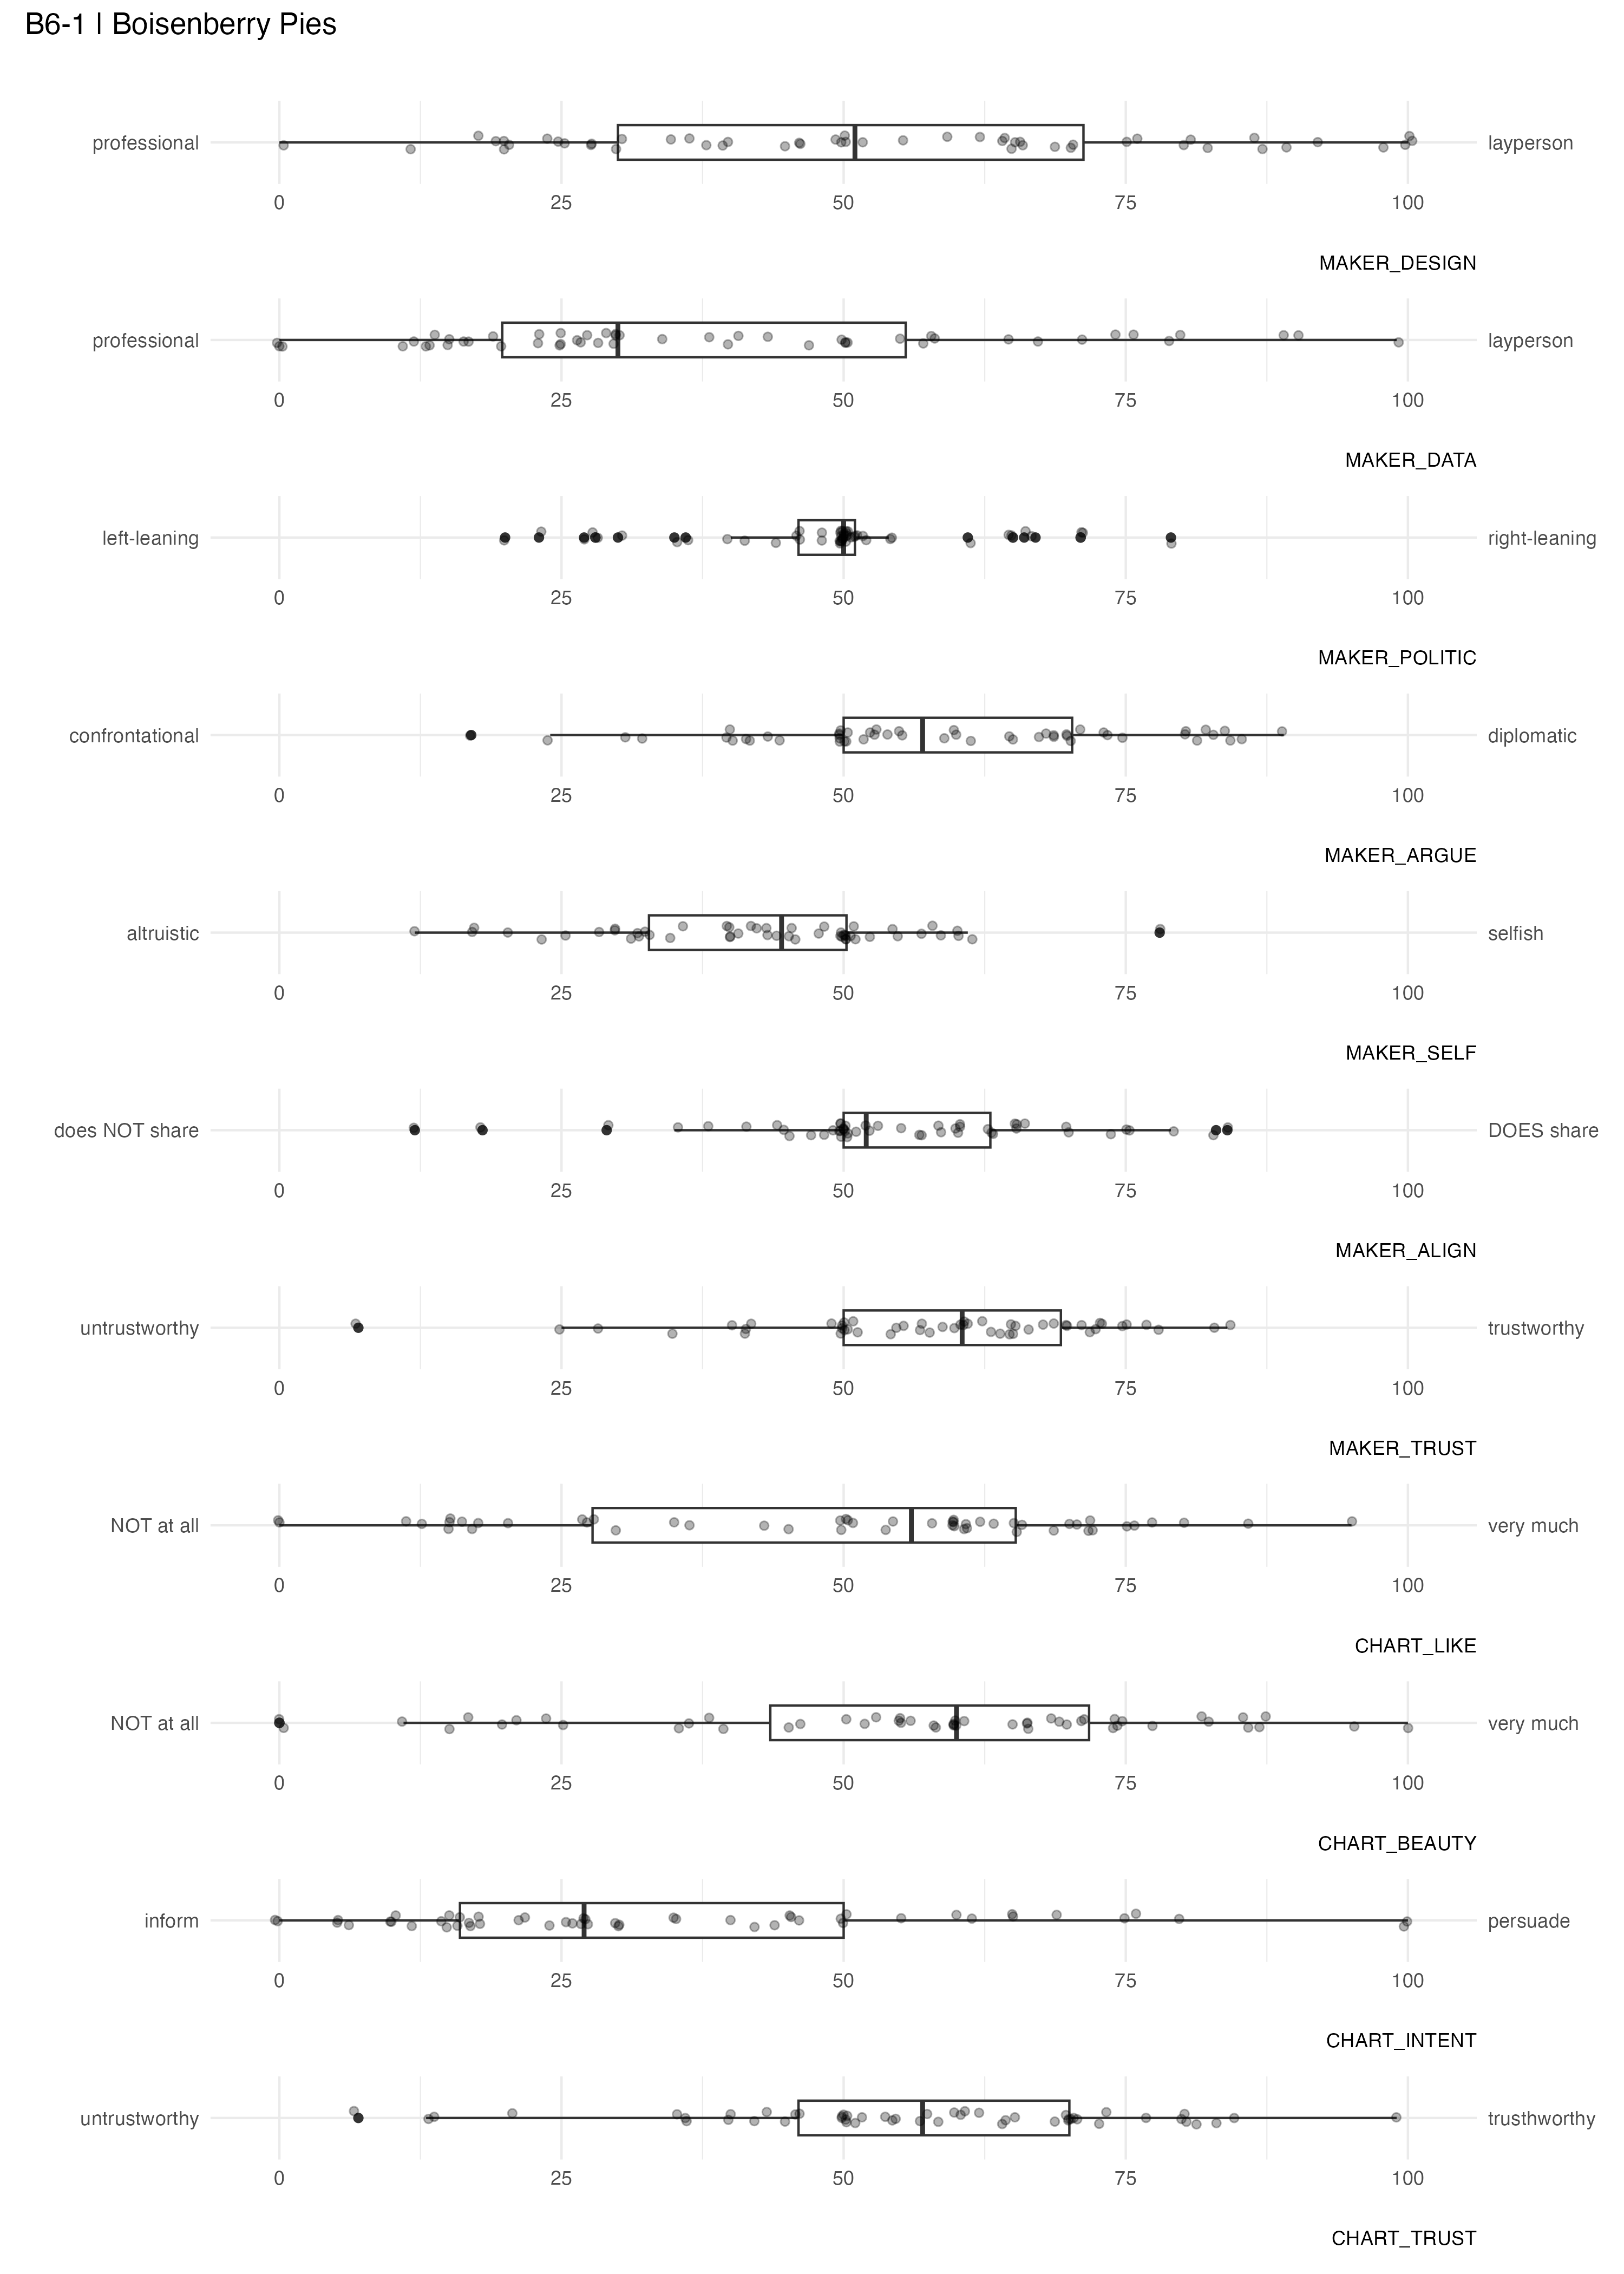 B6-1 | Boisenberry Pies
professional layperson
0 25 50 75 100
MAKER_DESIGN
professional layperson
0 25 50 75 100
MAKER_DATA
left-leaning right-leaning
0 25 50 75 100
MAKER_POLITIC
confrontational diplomatic
0 25 50 75 100
MAKER_ARGUE
altruistic selfish
0 25 50 75 100
MAKER_SELF
does NOT share DOES share
0 25 50 75 100
MAKER_ALIGN
untrustworthy trustworthy
0 25 50 75 100
MAKER_TRUST
NOT at all very much
0 25 50 75 100
CHART_LIKE
NOT at all very much
0 25 50 75 100
CHART_BEAUTY
inform persuade
0 25 50 75 100
CHART_INTENT
untrustworthy trusthworthy
0 25 50 75 100
CHART_TRUST